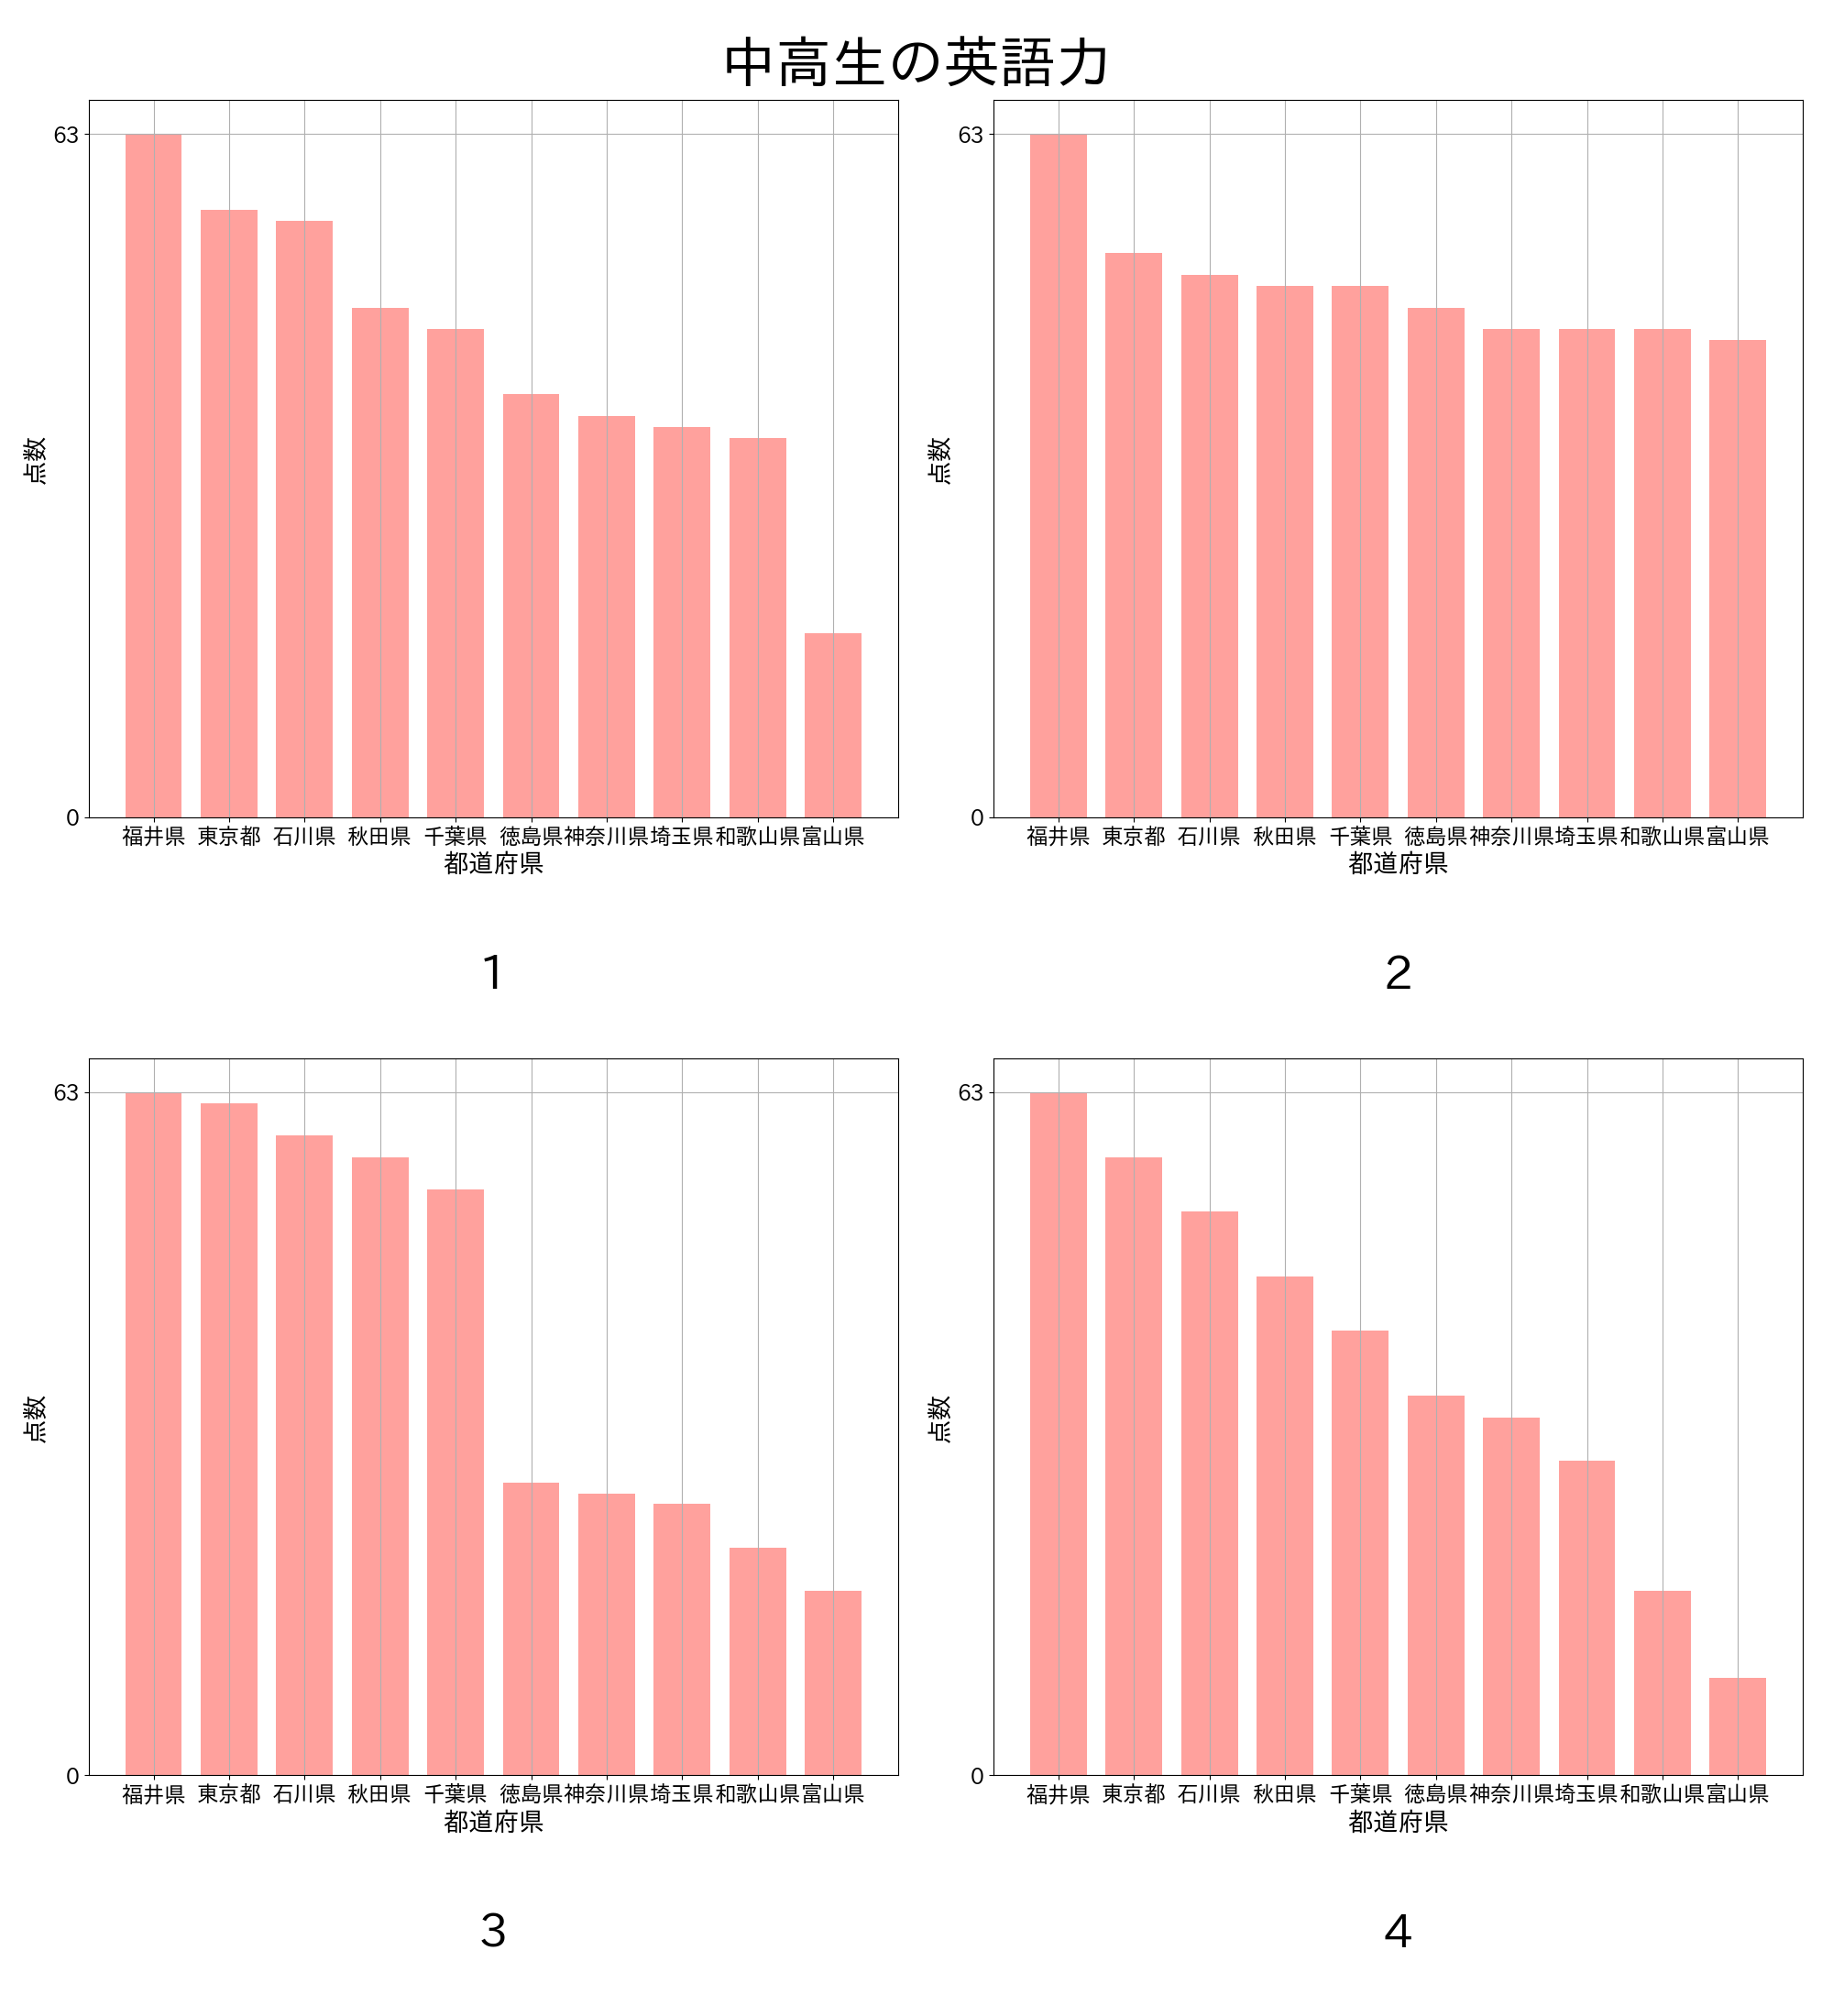 中高生の英語力
63
0
点数
福井県 東京都 石川県 秋田県 千葉県 徳島県 神奈川県 埼玉県 和歌山県 富山県
都道府県
1
63
0
点数
福井県 東京都 石川県 秋田県 千葉県 徳島県 神奈川県 埼玉県 和歌山県 富山県
都道府県
2
63
0
点数
福井県 東京都 石川県 秋田県 千葉県 徳島県 神奈川県 埼玉県 和歌山県 富山県
都道府県
3
63
0
点数
福井県 東京都 石川県 秋田県 千葉県 徳島県 神奈川県 埼玉県 和歌山県 富山県
都道府県
4